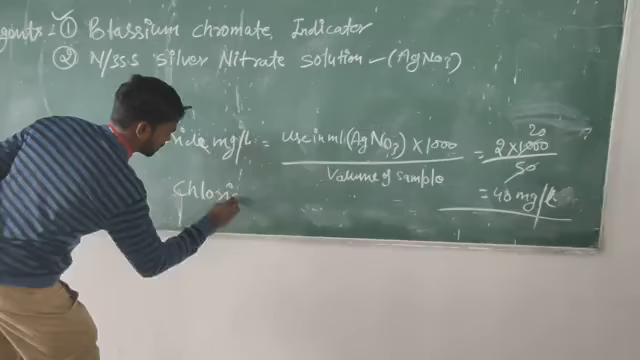 ① Potassium chromate, Indicator
② N/35.5 Silver Nitrate solution - (AgNO3)
mg/L = use in ml (AgNO3) × 1000 / Volume of sample = 2 × 1000 / 50
20
= 40 mg/L
Chlori